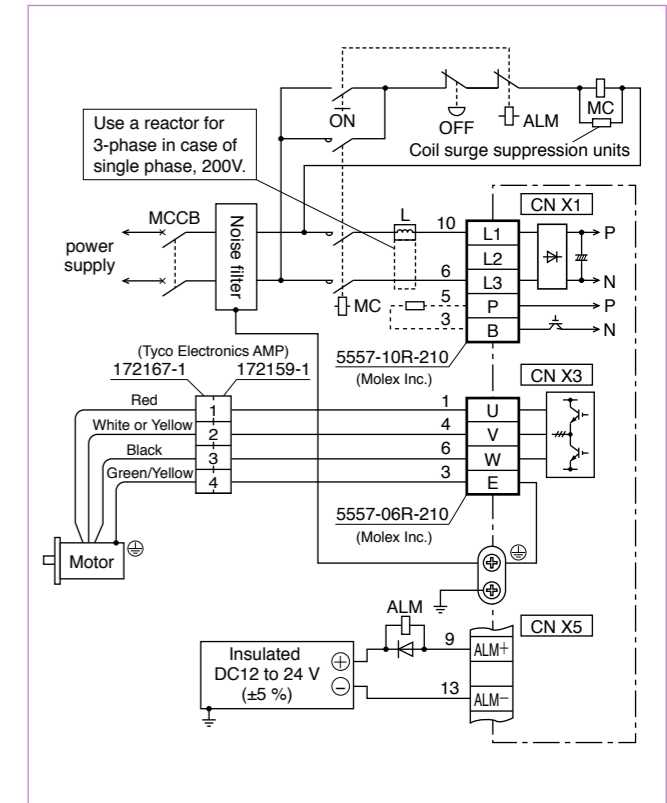 ON
OFF
ALM
MC
Coil surge suppression units
Use a reactor for
3-phase in case of
single phase, 200V.
MCCB
power
supply
Noise filter
L
MC
10
6
5
3
L1
L2
L3
P
B
CN X1
P
N
P
N
5557-10R-210
(Molex Inc.)
(Tyco Electronics AMP)
172167-1
172159-1
Red
White or Yellow
Black
Green/Yellow
1
2
3
4
1
4
6
3
U
V
W
E
CN X3
5557-06R-210
(Molex Inc.)
Motor
ALM
Insulated
DC12 to 24 V
(±5 %)
+
−
9
13
ALM+
ALM−
CN X5